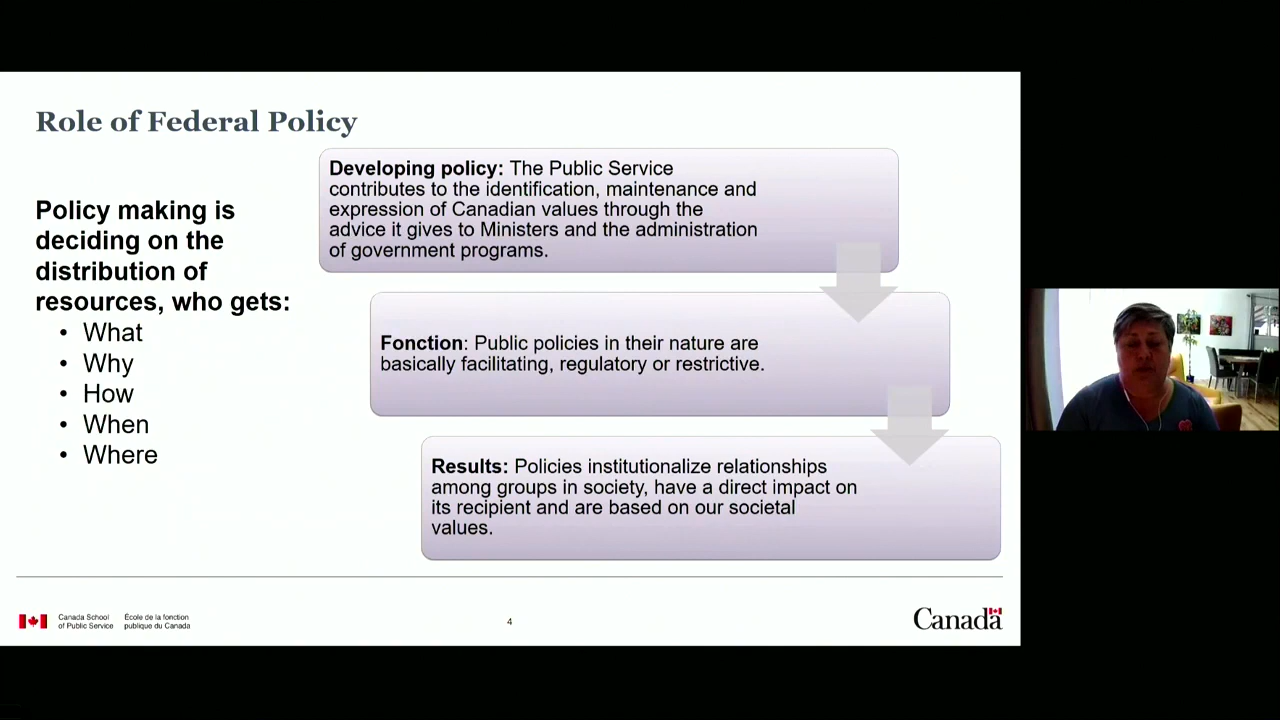 Role of Federal Policy
Policy making is
deciding on the
distribution of
resources, who gets:
• What
• Why
• How
• When
• Where
Developing policy: The Public Service
contributes to the identification, maintenance and
expression of Canadian values through the
advice it gives to Ministers and the administration
of government programs.
Fonction: Public policies in their nature are
basically facilitating, regulatory or restrictive.
Results: Policies institutionalize relationships
among groups in society, have a direct impact on
its recipient and are based on our societal
values.
Canada School
of Public Service
École de la fonction
publique du Canada
4
Canada